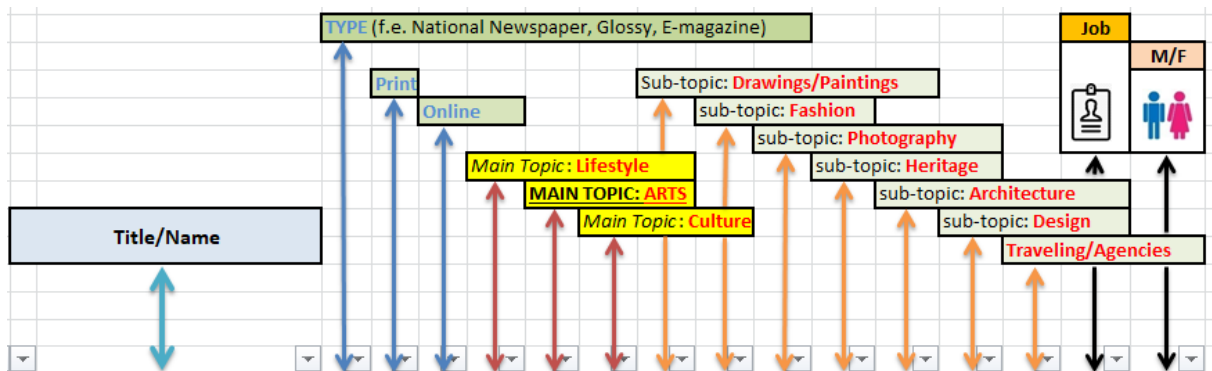 TYPE (f.e. National Newspaper, Glossy, E-magazine)
Job
M/F
Print
Sub-topic: Drawings/Paintings
Online
sub-topic: Fashion
sub-topic: Photography
Main Topic: Lifestyle
sub-topic: Heritage
MAIN TOPIC: ARTS
sub-topic: Architecture
Main Topic: Culture
sub-topic: Design
Title/Name
Traveling/Agencies